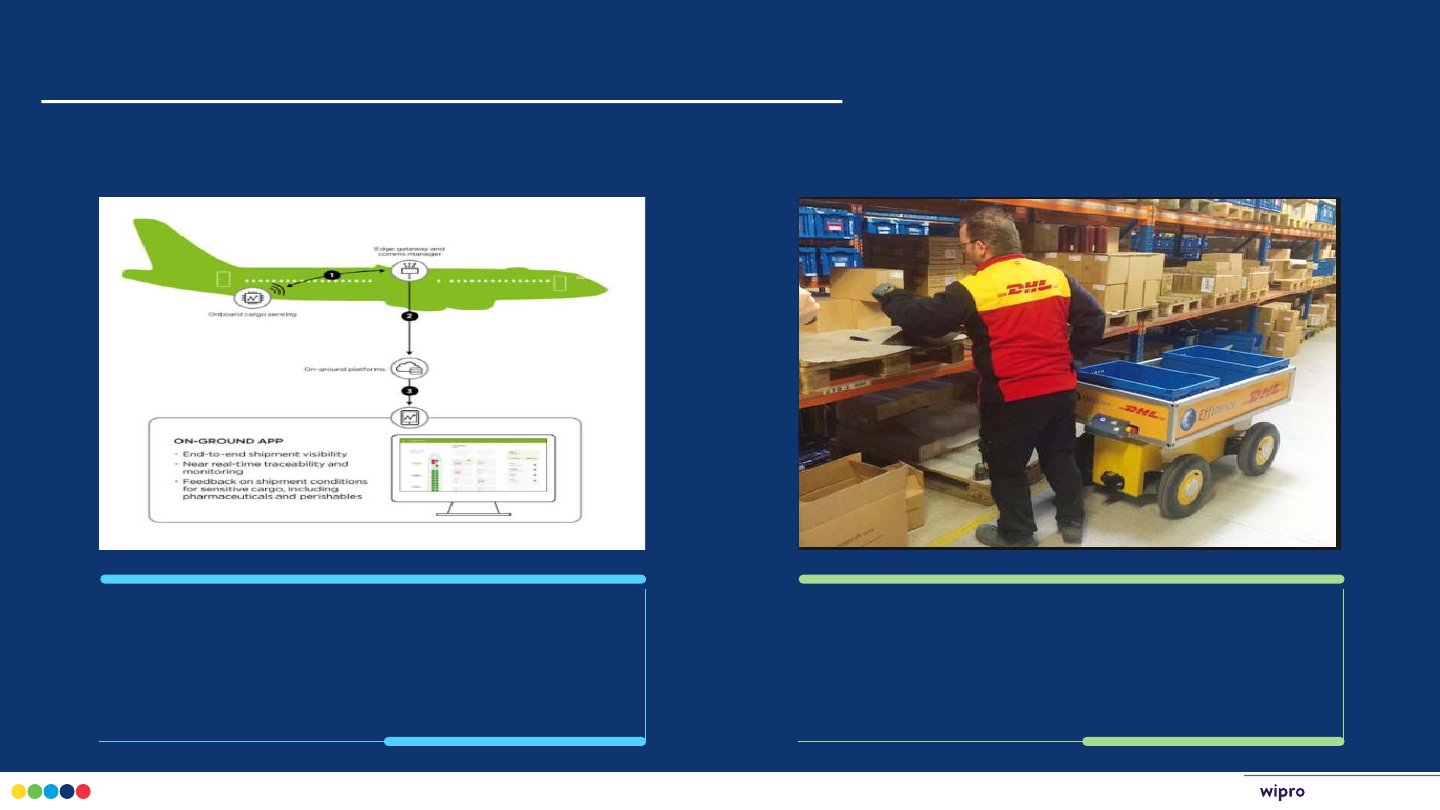 Edge gateway and
comms manager
1
Onboard cargo sensing
2
On-ground platforms
3
ON-GROUND APP
• End-to-end shipment visibility
• Near real-time traceability and
monitoring
• Feedback on shipment conditions
for sensitive cargo, including
pharmaceuticals and perishables
DHL
DHL
DHL
wipro